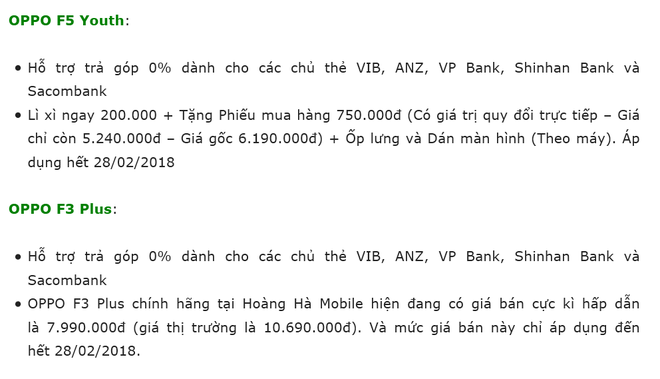 OPPO F5 Youth:
• Hỗ trợ trả góp 0% dành cho các chủ thẻ VIB, ANZ, VP Bank, Shinhan Bank và
Sacombank
• Lì xì ngay 200.000 + Tặng Phiếu mua hàng 750.000đ (Có giá trị quy đổi trực tiếp – Giá
chỉ còn 5.240.000đ – Giá gốc 6.190.000đ) + Ốp lưng và Dán màn hình (Theo máy). Áp
dụng hết 28/02/2018
OPPO F3 Plus:
• Hỗ trợ trả góp 0% dành cho các chủ thẻ VIB, ANZ, VP Bank, Shinhan Bank và
Sacombank
• OPPO F3 Plus chính hãng tại Hoàng Hà Mobile hiện đang có giá bán cực kì hấp dẫn
là 7.990.000đ (giá thị trường là 10.690.000đ). Và mức giá bán này chỉ áp dụng đến
hết 28/02/2018.